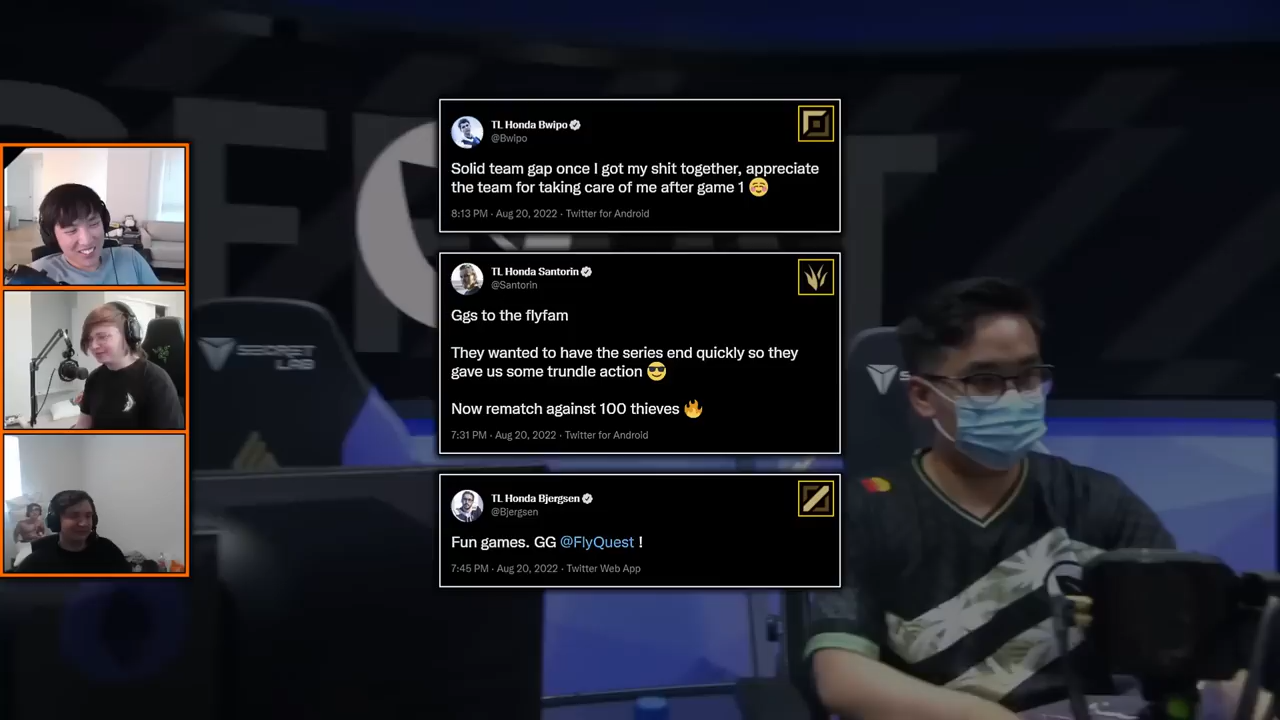 TL Honda Bwipo
@Bwipo
Solid team gap once I got my shit together, appreciate
the team for taking care of me after game 1 ☺️
8:13 PM · Aug 20, 2022 · Twitter for Android
TL Honda Santorin
@Santorin
Ggs to the flyfam
They wanted to have the series end quickly so they
gave us some trundle action 😎
Now rematch against 100 thieves 🔥
7:31 PM · Aug 20, 2022 · Twitter for Android
TL Honda Bjergsen
@Bjergsen
Fun games. GG @FlyQuest !
7:45 PM · Aug 20, 2022 · Twitter Web App
SECRET
LAB